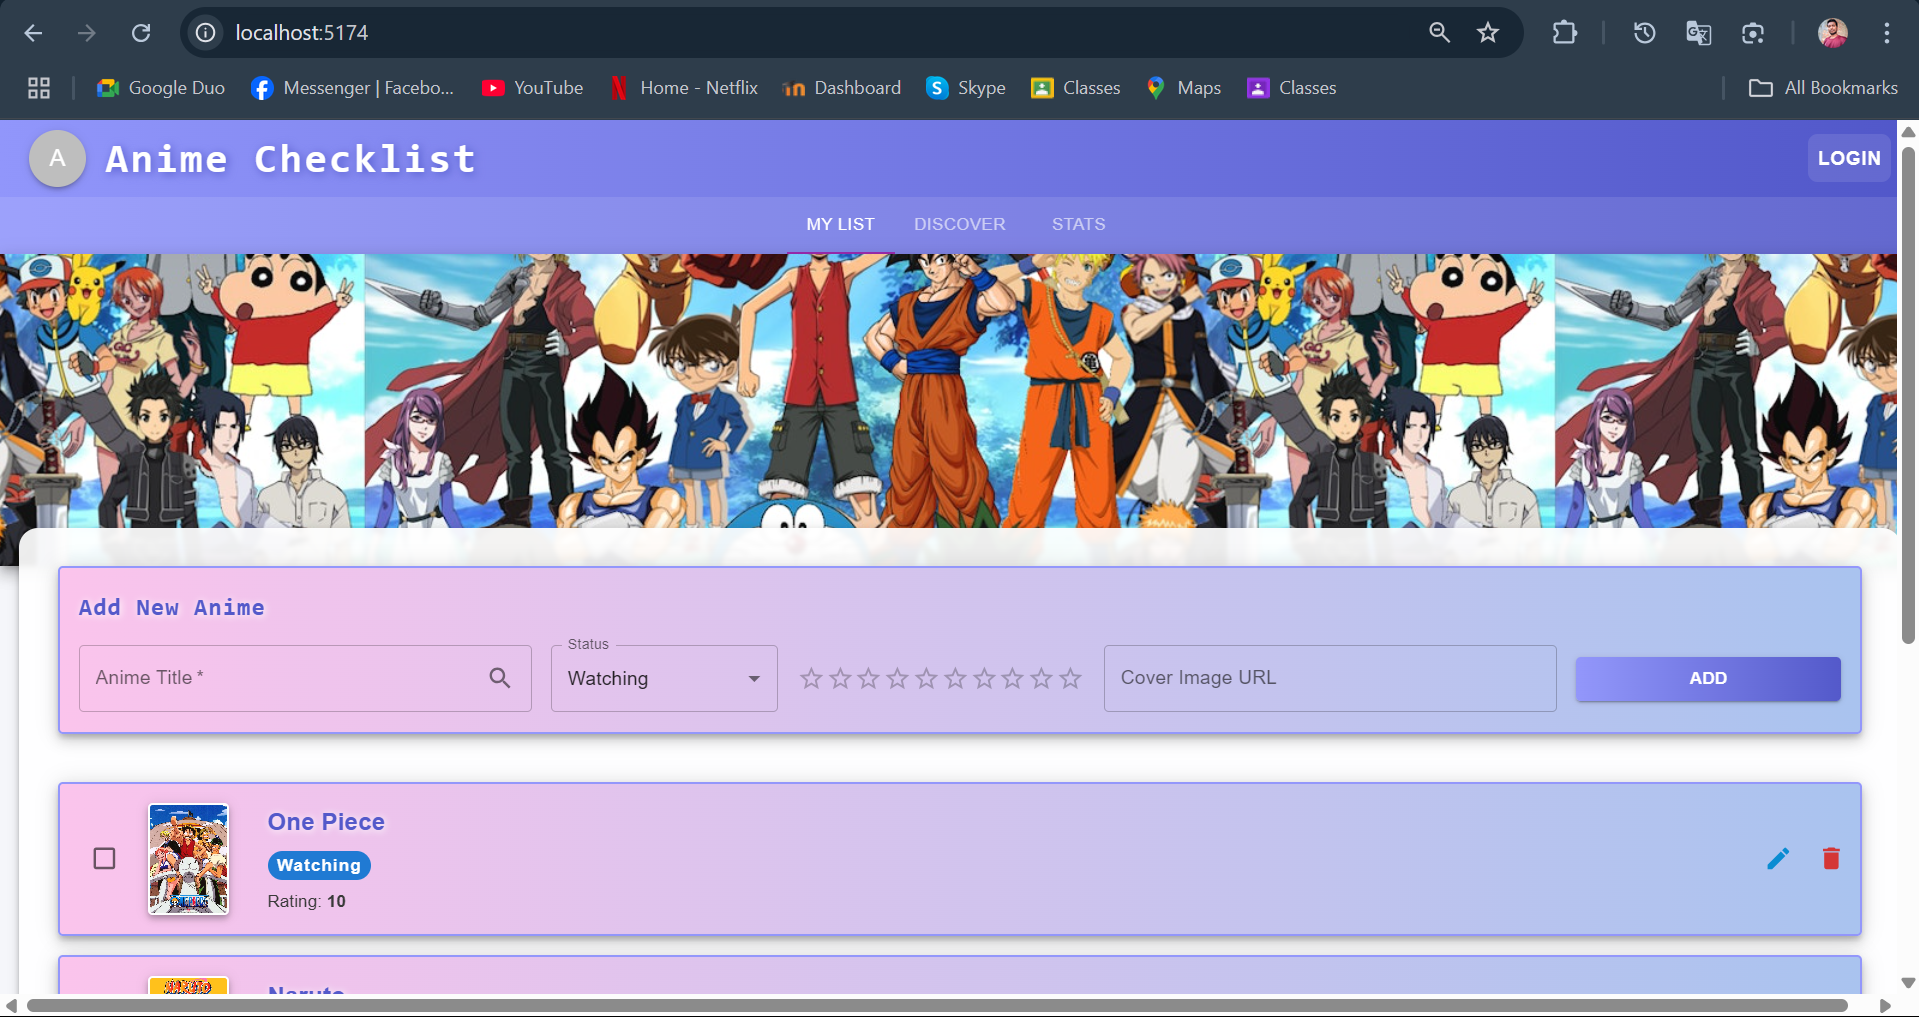 localhost:5174
Google Duo
Messenger | Facebo...
YouTube
Home - Netflix
Dashboard
Skype
Classes
Maps
Classes
All Bookmarks
A
Anime Checklist
LOGIN
MY LIST
DISCOVER
STATS
Add New Anime
Anime Title *
Status
Watching
Cover Image URL
ADD
One Piece
Watching
Rating: 10
Naruto